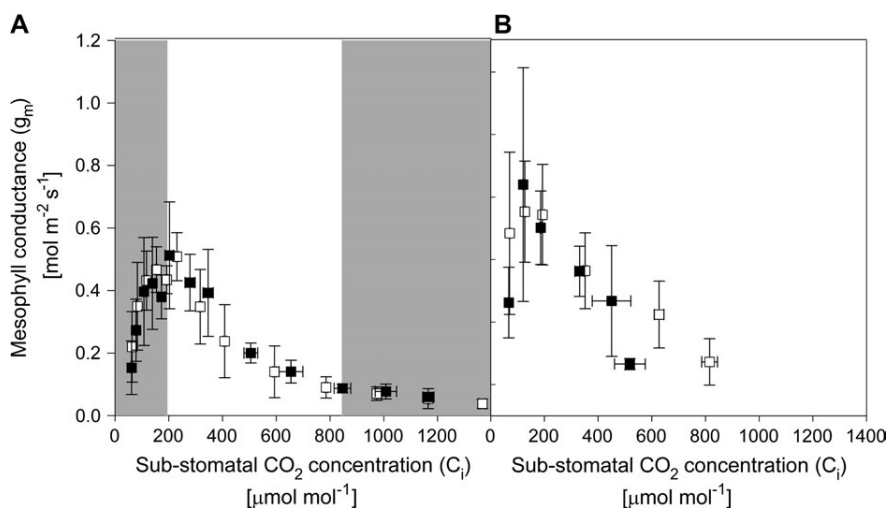 A
B
Mesophyll conductance (gm)
[mol m-2 s-1]
1.2
1.0
0.8
0.6
0.4
0.2
0.0
0 200 400 600 800 1000 1200
0 200 400 600 800 1000 1200 1400
Sub-stomatal CO2 concentration (Ci)
[μmol mol-1]
Sub-stomatal CO2 concentration (Ci)
[μmol mol-1]